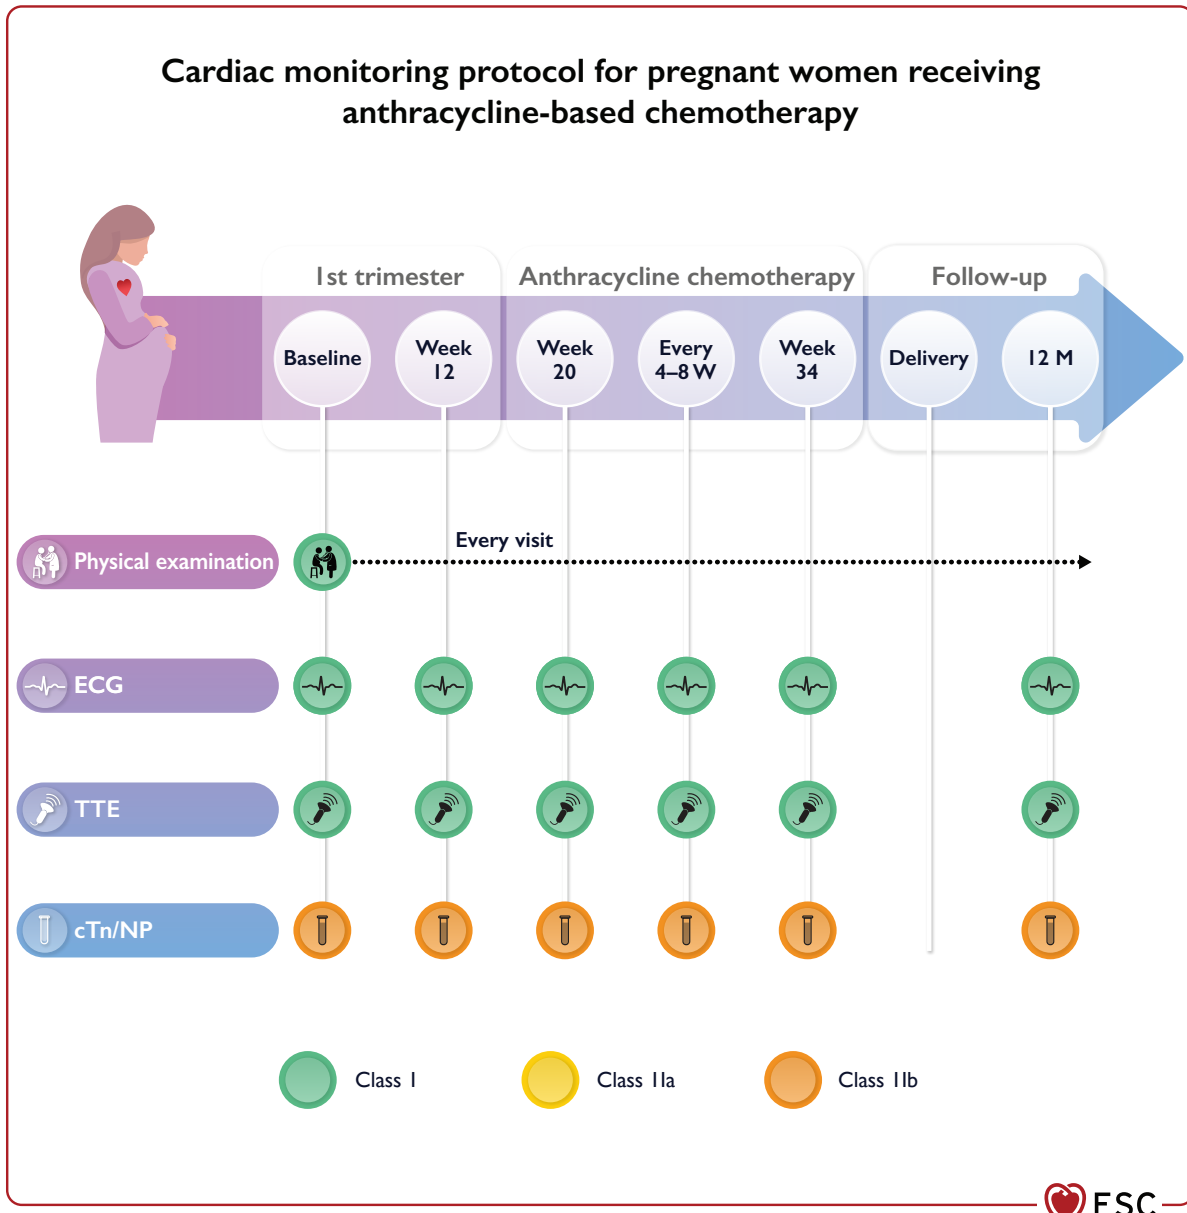 Cardiac monitoring protocol for pregnant women receiving
anthracycline-based chemotherapy
1st trimester
Anthracycline chemotherapy
Follow-up
Baseline
Week
12
Week
20
Every
4–8 W
Week
34
Delivery
12 M
Physical examination
Every visit
ECG
TTE
cTn/NP
Class I
Class IIa
Class IIb
ESC